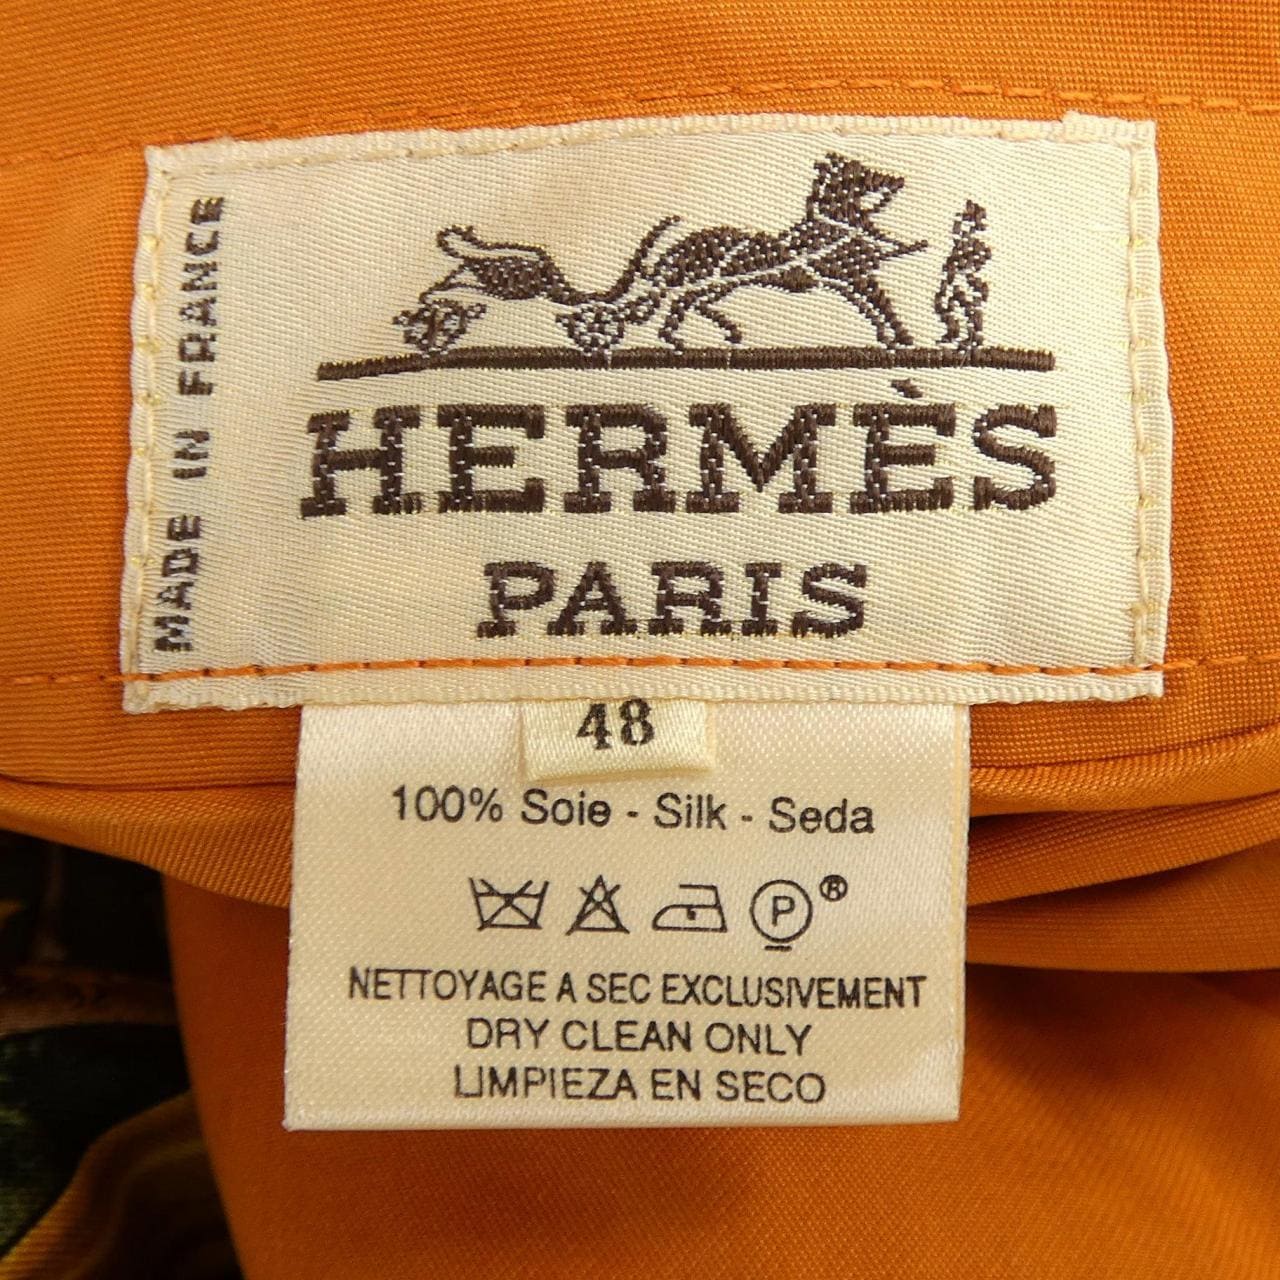 MADE IN FRANCE
HERMÈS
PARIS
48
100% Soie - Silk - Seda
P ®
NETTOYAGE A SEC EXCLUSIVEMENT
DRY CLEAN ONLY
LIMPIEZA EN SECO